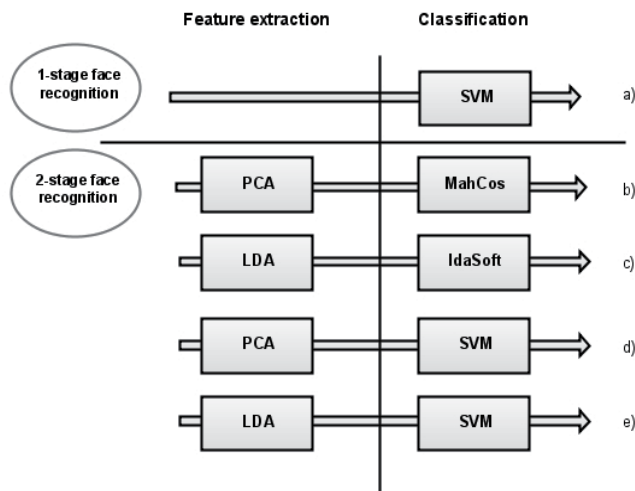 Feature extraction Classification
1-stage face
recognition
SVM a)
2-stage face
recognition
PCA MahCos b)
LDA ldaSoft c)
PCA SVM d)
LDA SVM e)